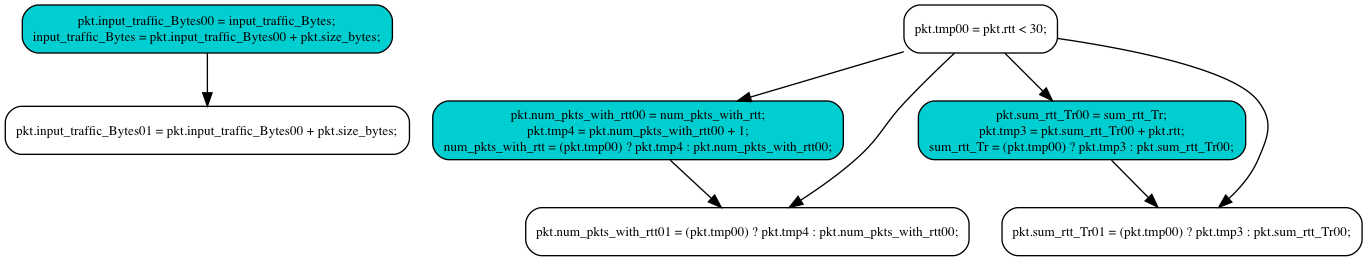 pkt.input_traffic_Bytes00 = input_traffic_Bytes;
input_traffic_Bytes = pkt.input_traffic_Bytes00 + pkt.size_bytes;
pkt.tmp00 = pkt.rtt < 30;
pkt.input_traffic_Bytes01 = pkt.input_traffic_Bytes00 + pkt.size_bytes;
pkt.num_pkts_with_rtt00 = num_pkts_with_rtt;
pkt.tmp4 = pkt.num_pkts_with_rtt00 + 1;
num_pkts_with_rtt = (pkt.tmp00) ? pkt.tmp4 : pkt.num_pkts_with_rtt00;
pkt.sum_rtt_Tr00 = sum_rtt_Tr;
pkt.tmp3 = pkt.sum_rtt_Tr00 + pkt.rtt;
sum_rtt_Tr = (pkt.tmp00) ? pkt.tmp3 : pkt.sum_rtt_Tr00;
pkt.num_pkts_with_rtt01 = (pkt.tmp00) ? pkt.tmp4 : pkt.num_pkts_with_rtt00;
pkt.sum_rtt_Tr01 = (pkt.tmp00) ? pkt.tmp3 : pkt.sum_rtt_Tr00;